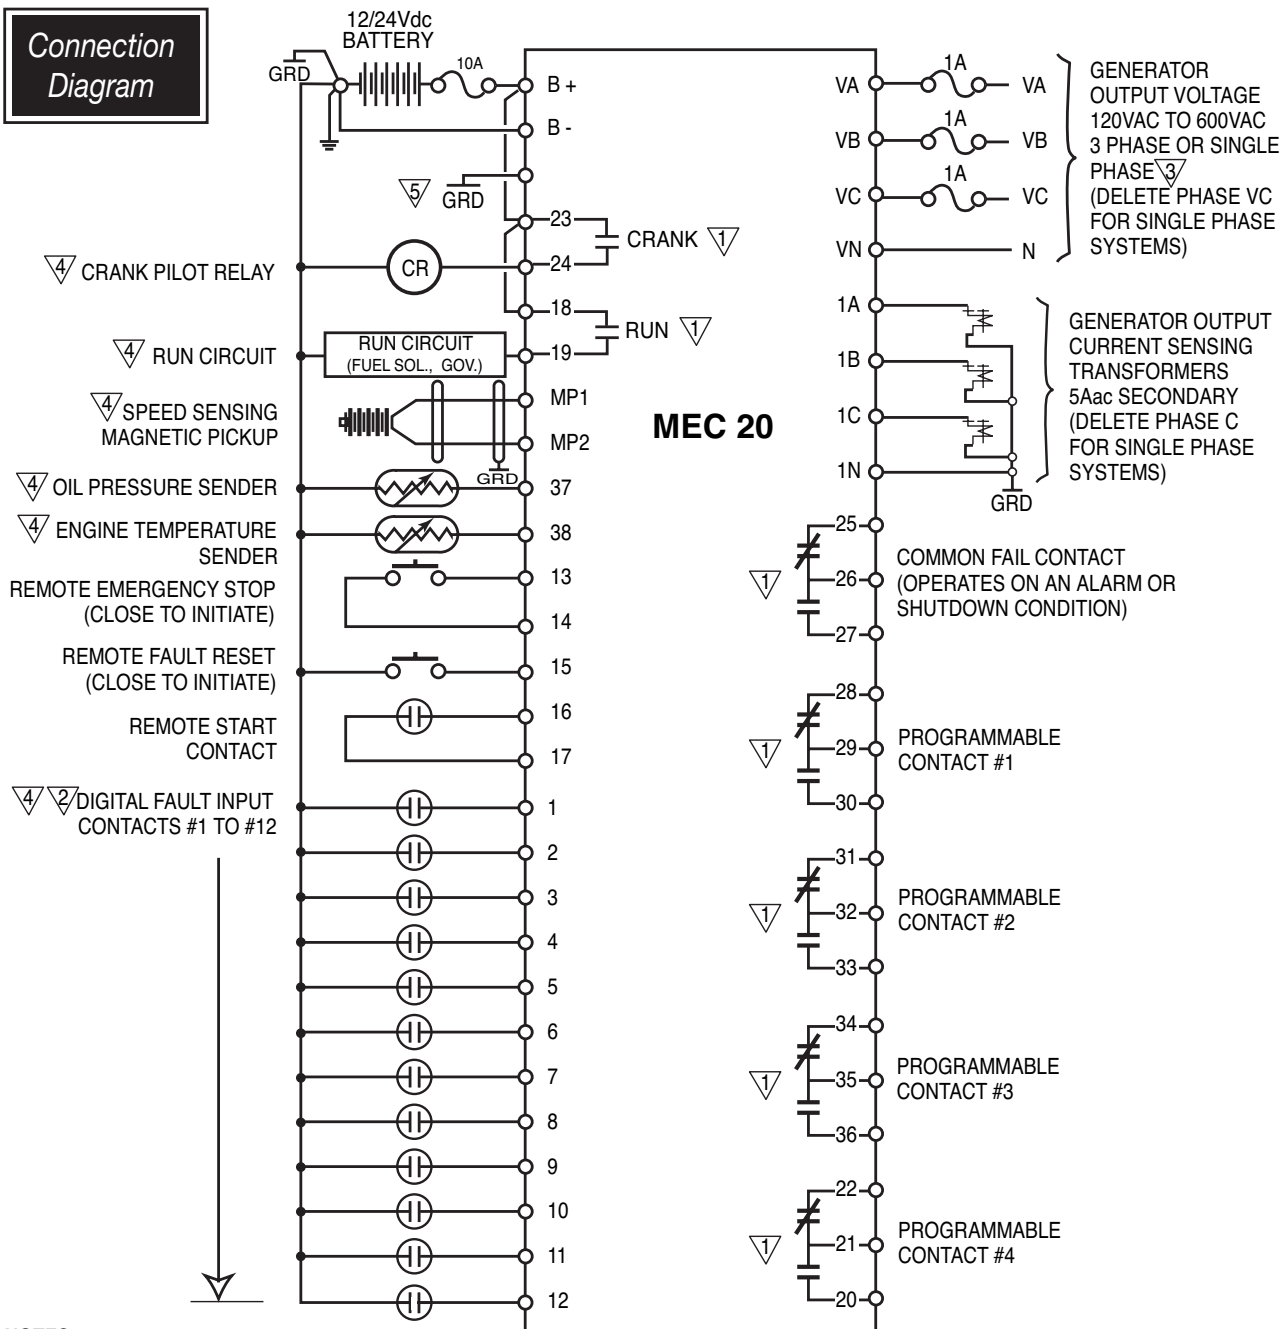 Connection
Diagram
12/24Vdc
BATTERY
GRD
10A
B +
B -
5
GRD
23
CRANK 1
24
4 CRANK PILOT RELAY
CR
18
RUN 1
19
4 RUN CIRCUIT
RUN CIRCUIT
(FUEL SOL., GOV.)
4 SPEED SENSING
MAGNETIC PICKUP
MP1
MP2
GRD
MEC 20
4 OIL PRESSURE SENDER
37
4 ENGINE TEMPERATURE
SENDER
38
REMOTE EMERGENCY STOP
(CLOSE TO INITIATE)
13
14
REMOTE FAULT RESET
(CLOSE TO INITIATE)
15
REMOTE START
CONTACT
16
17
4 2 DIGITAL FAULT INPUT
CONTACTS #1 TO #12
1
2
3
4
5
6
7
8
9
10
11
12
VA 1A VA
VB 1A VB
VC 1A VC
VN N
GENERATOR
OUTPUT VOLTAGE
120VAC TO 600VAC
3 PHASE OR SINGLE
PHASE 3
(DELETE PHASE VC
FOR SINGLE PHASE
SYSTEMS)
1A
1B
1C
1N
GRD
GENERATOR OUTPUT
CURRENT SENSING
TRANSFORMERS
5Aac SECONDARY
(DELETE PHASE C
FOR SINGLE PHASE
SYSTEMS)
25
1 26
27
COMMON FAIL CONTACT
(OPERATES ON AN ALARM OR
SHUTDOWN CONDITION)
28
1 29
30
PROGRAMMABLE
CONTACT #1
31
1 32
33
PROGRAMMABLE
CONTACT #2
34
1 35
36
PROGRAMMABLE
CONTACT #3
22
1 21
20
PROGRAMMABLE
CONTACT #4